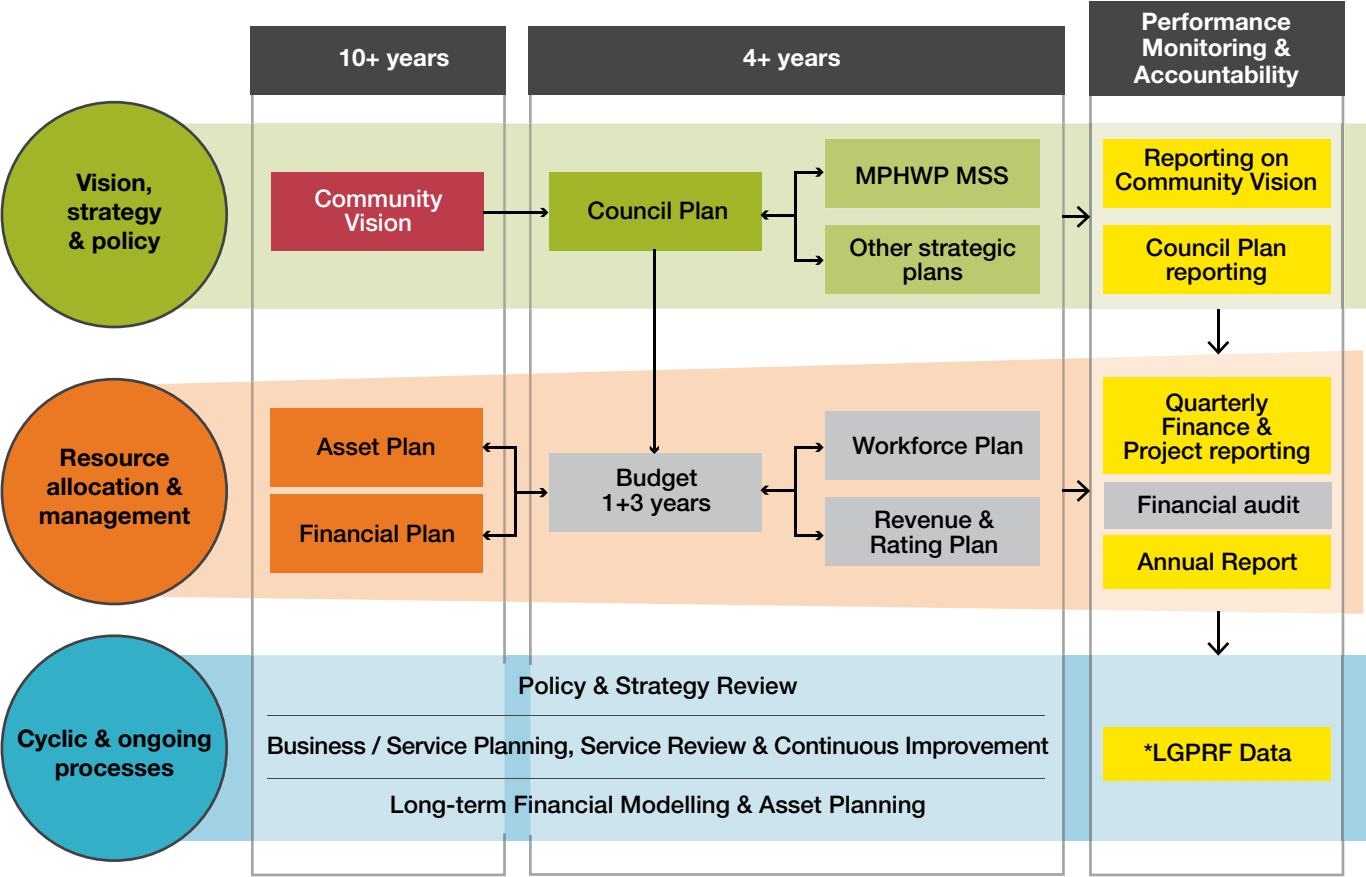 10+ years
4+ years
Performance
Monitoring &
Accountability
Vision,
strategy
& policy
Community
Vision
Council Plan
MPHWP MSS
Other strategic
plans
Reporting on
Community Vision
Council Plan
reporting
Resource
allocation &
management
Asset Plan
Financial Plan
Budget
1+3 years
Workforce Plan
Revenue &
Rating Plan
Quarterly
Finance &
Project reporting
Financial audit
Annual Report
Cyclic & ongoing
processes
Policy & Strategy Review
Business / Service Planning, Service Review & Continuous Improvement
Long-term Financial Modelling & Asset Planning
*LGPRF Data